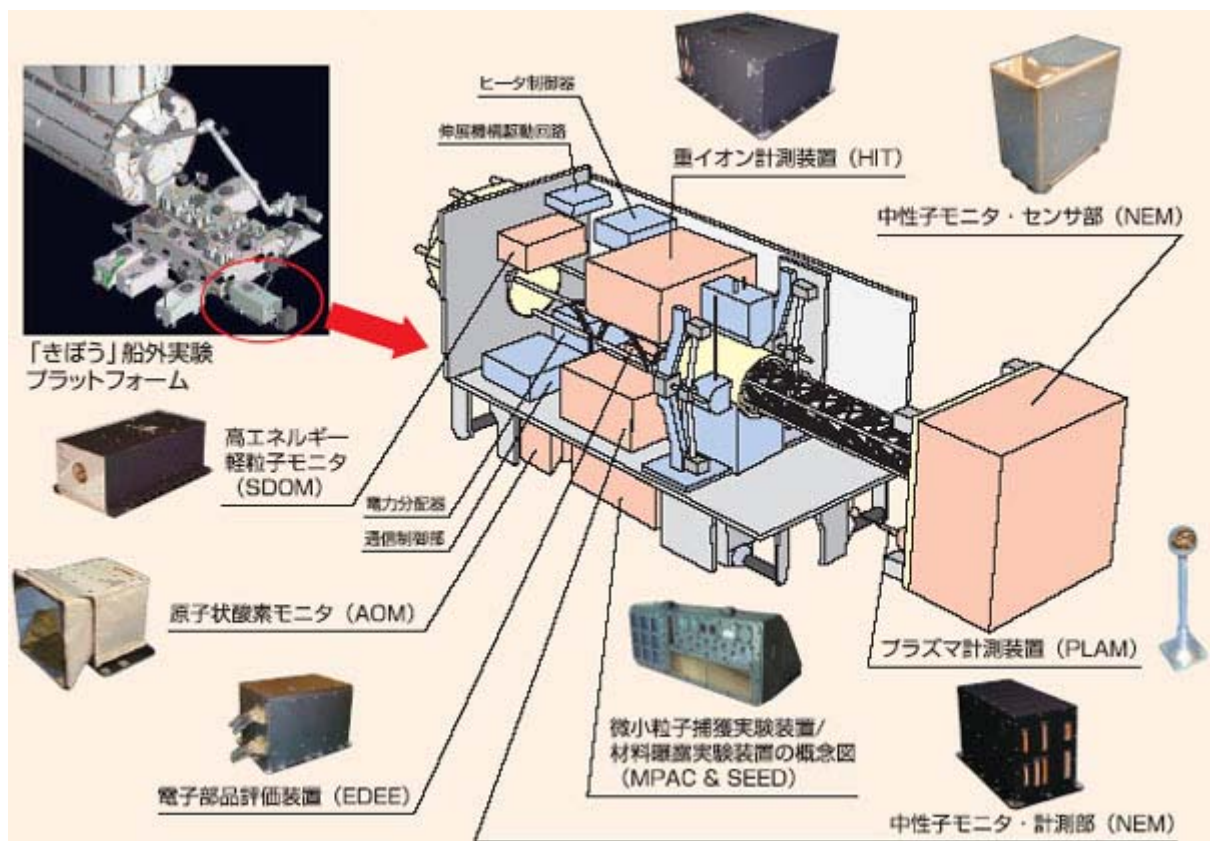 ヒータ制御器
伸展機構駆動回路
重イオン計測装置（HIT）
中性子モニタ・センサ部（NEM）
「きぼう」船外実験
プラットフォーム
高エネルギー
軽粒子モニタ
（SDOM）
電力分配器
通信制御部
原子状酸素モニタ（AOM）
プラズマ計測装置（PLAM）
微小粒子捕獲実験装置/
材料曝露実験装置の概念図
（MPAC & SEED）
電子部品評価装置（EDEE）
中性子モニタ・計測部（NEM）